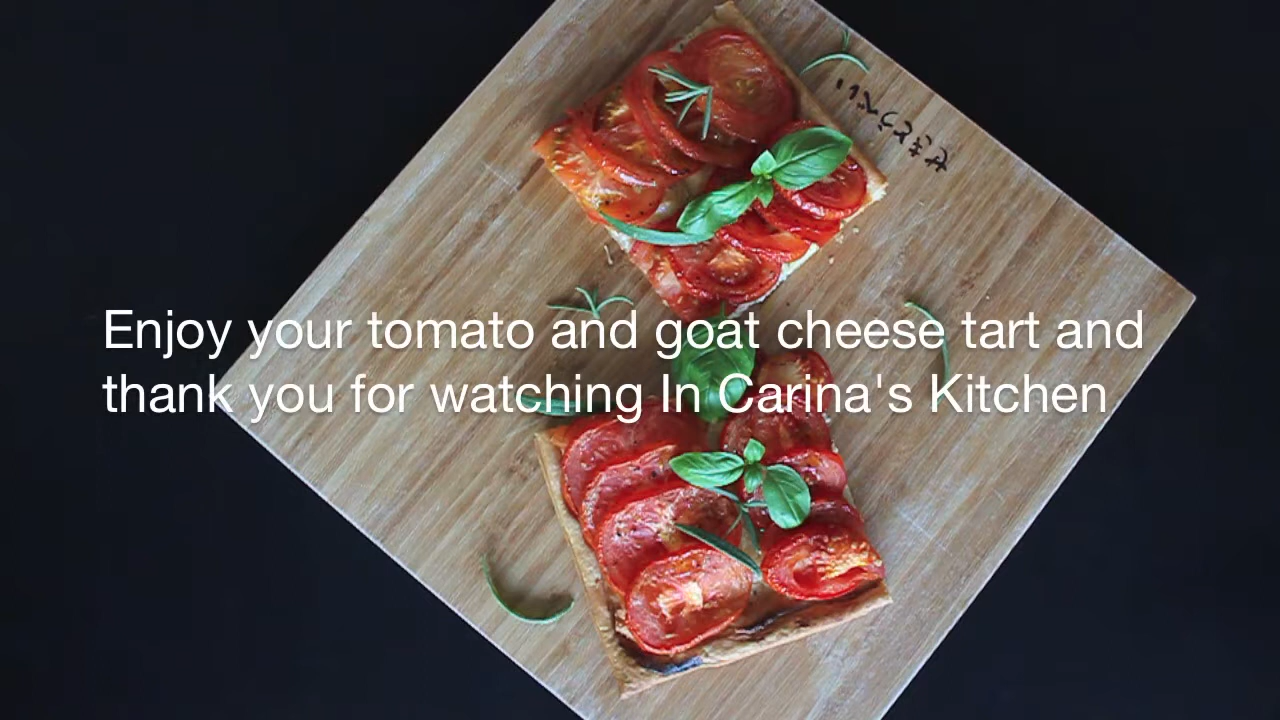 Enjoy your tomato and goat cheese tart and
thank you for watching In Carina's Kitchen